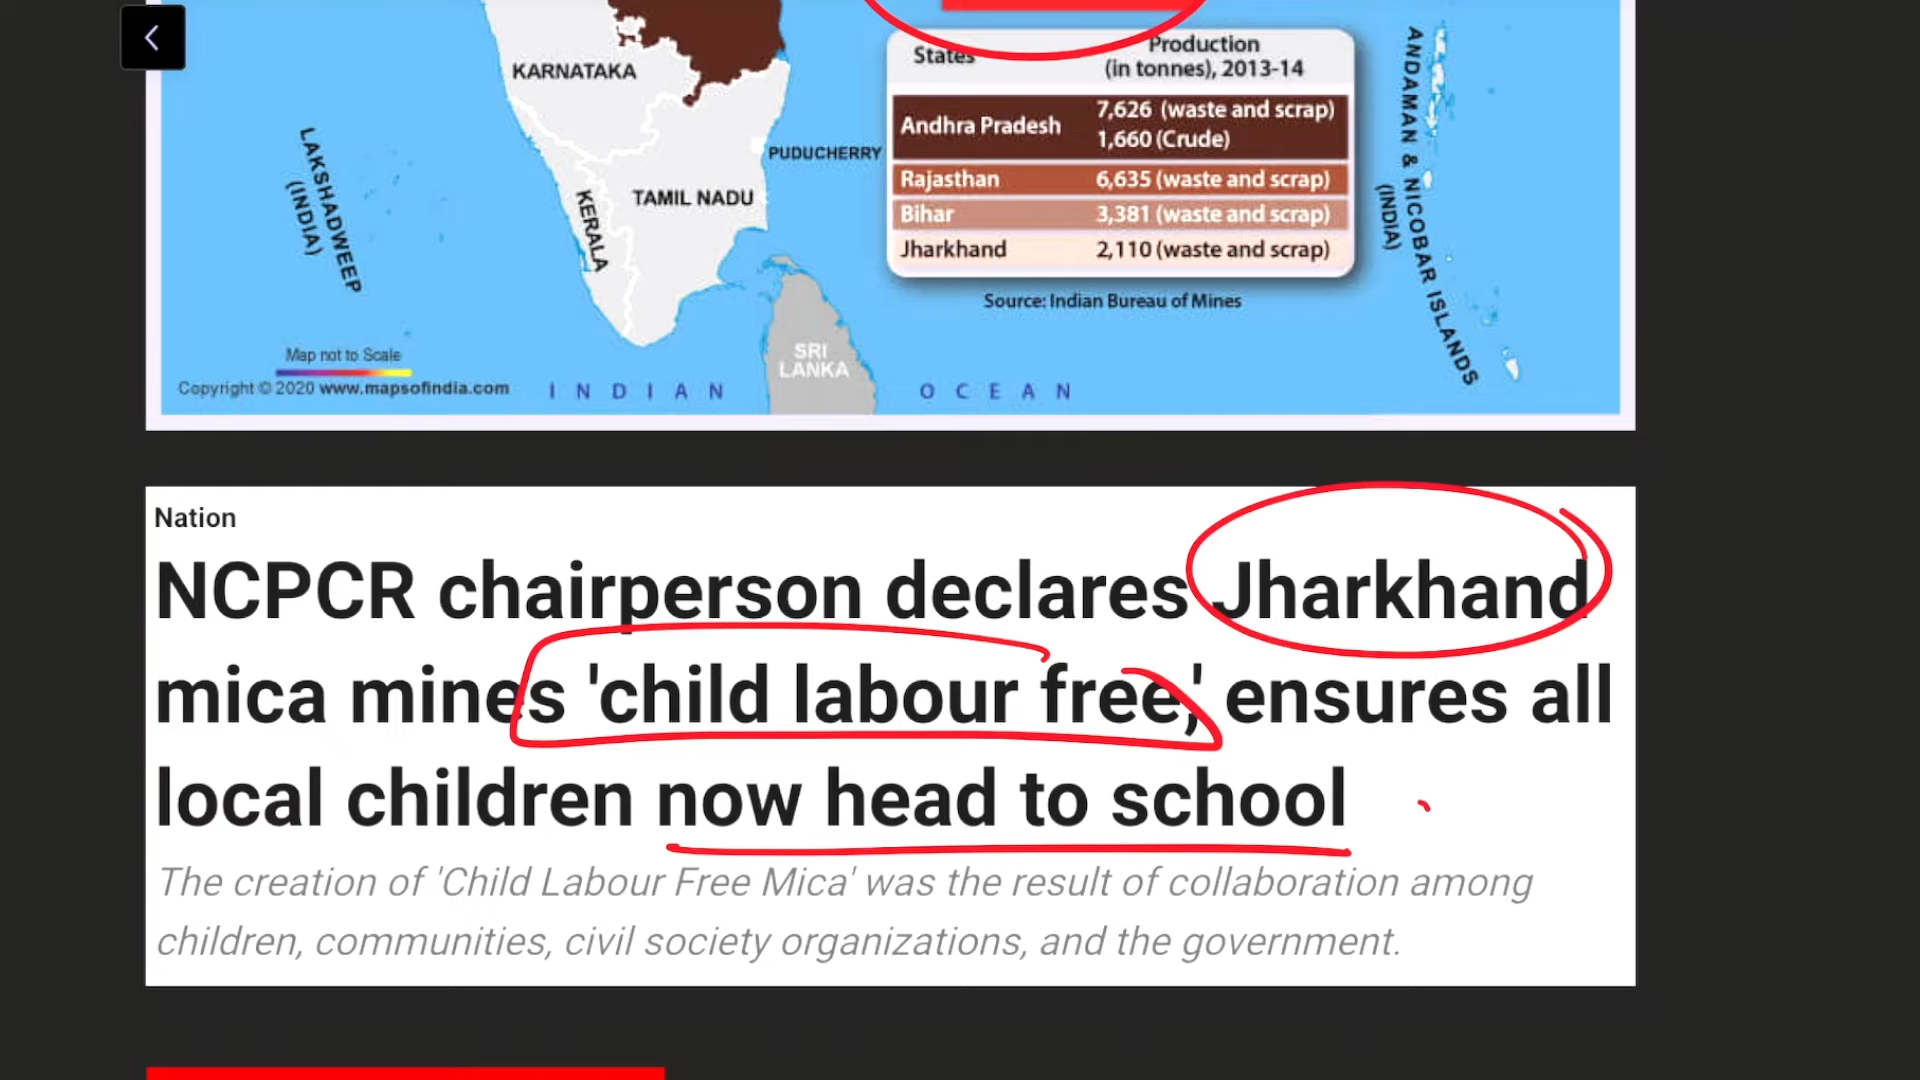 KARNATAKA
LAKSHADWEEP
(INDIA)
KERALA
TAMIL NADU
PUDUCHERRY
States
Production
(in tonnes), 2013-14
Andhra Pradesh
7,626 (waste and scrap)
1,660 (Crude)
Rajasthan 6,635 (waste and scrap)
Bihar 3,381 (waste and scrap)
Jharkhand 2,110 (waste and scrap)
Source: Indian Bureau of Mines
ANDAMAN & NICOBAR ISLANDS
(INDIA)
SRI
LANKA
Map not to Scale
Copyright © 2020 www.mapsofindia.com
INDIAN OCEAN
Nation
NCPCR chairperson declares Jharkhand
mica mines 'child labour free,' ensures all
local children now head to school
The creation of 'Child Labour Free Mica' was the result of collaboration among
children, communities, civil society organizations, and the government.